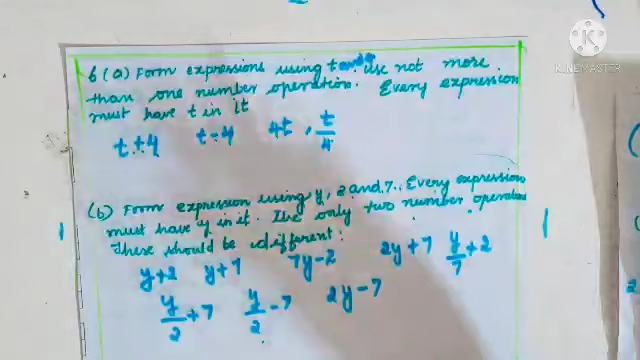 KINEMASTER
6 (a) Form expressions using t and 4. Use not more
than one number operation. Every expression
must have t in it
t+4 t-4 4t, t/4
(b) Form expression using y, 2 and 7. Every expression
must have y in it. Use only two number operation
These should be different:
y+2 y+7 7y-2 2y+7 y/7+2
y/2+7 y/2-7 2y-7